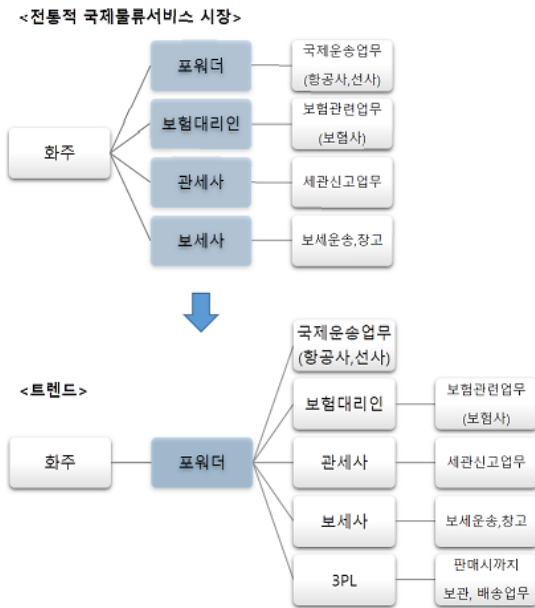 <전통적 국제물류서비스 시장>
화주
포워더
국제운송업무
(항공사,선사)
보험대리인
보험관련업무
(보험사)
관세사
세관신고업무
보세사
보세운송,창고
<트렌드>
화주
포워더
국제운송업무
(항공사,선사)
보험대리인
보험관련업무
(보험사)
관세사
세관신고업무
보세사
보세운송,창고
3PL
판매시까지
보관, 배송업무